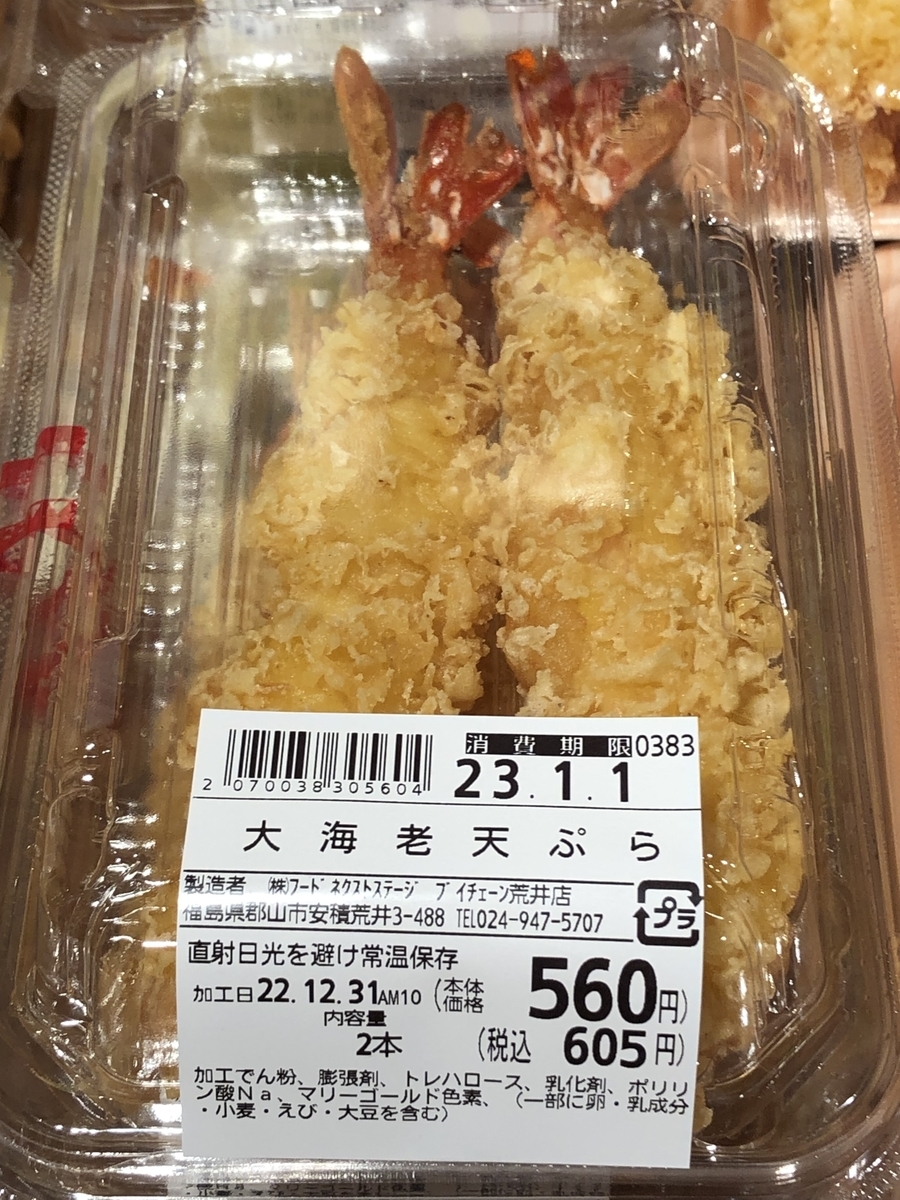 消費期限 0383
2 070038 305604
23.1.1
大海老天ぷら
製造者 ㈱フードネクストステージ ブイチェーン荒井店
福島県郡山市安積荒井3-488 TEL024-947-5707
プラ
直射日光を避け常温保存
加工日22.12.31AM10
(本体価格 560円)
内容量
2本
(税込 605円)
加工でん粉、膨張剤、トレハロース、乳化剤、ポリリ
ン酸Na、マリーゴールド色素、(一部に卵・乳成分
・小麦・えび・大豆を含む)